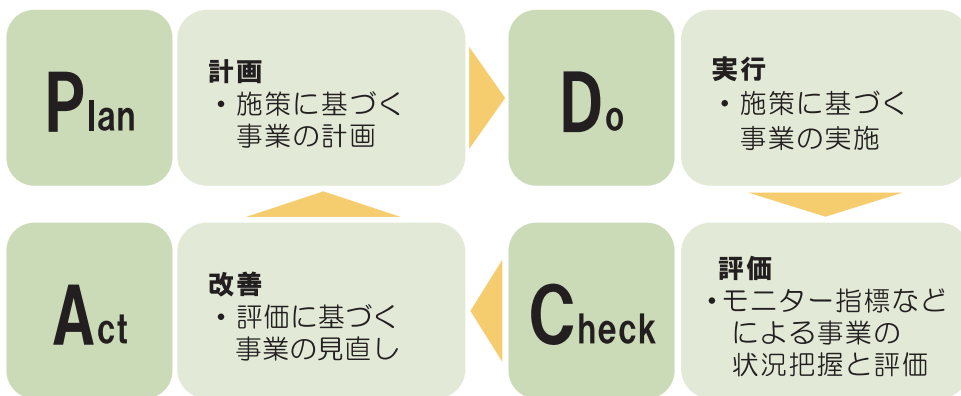 Plan
計画
・施策に基づく
事業の計画
Do
実行
・施策に基づく
事業の実施
Act
改善
・評価に基づく
事業の見直し
Check
評価
・モニター指標など
による事業の
状況把握と評価